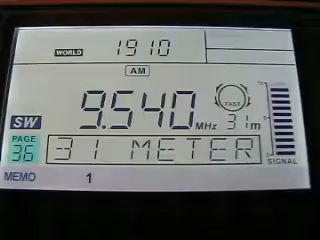 WORLD 1910
AM
SW 9.540 MHz FAST 31m
PAGE 36 31 METER SIGNAL
MEMO 1